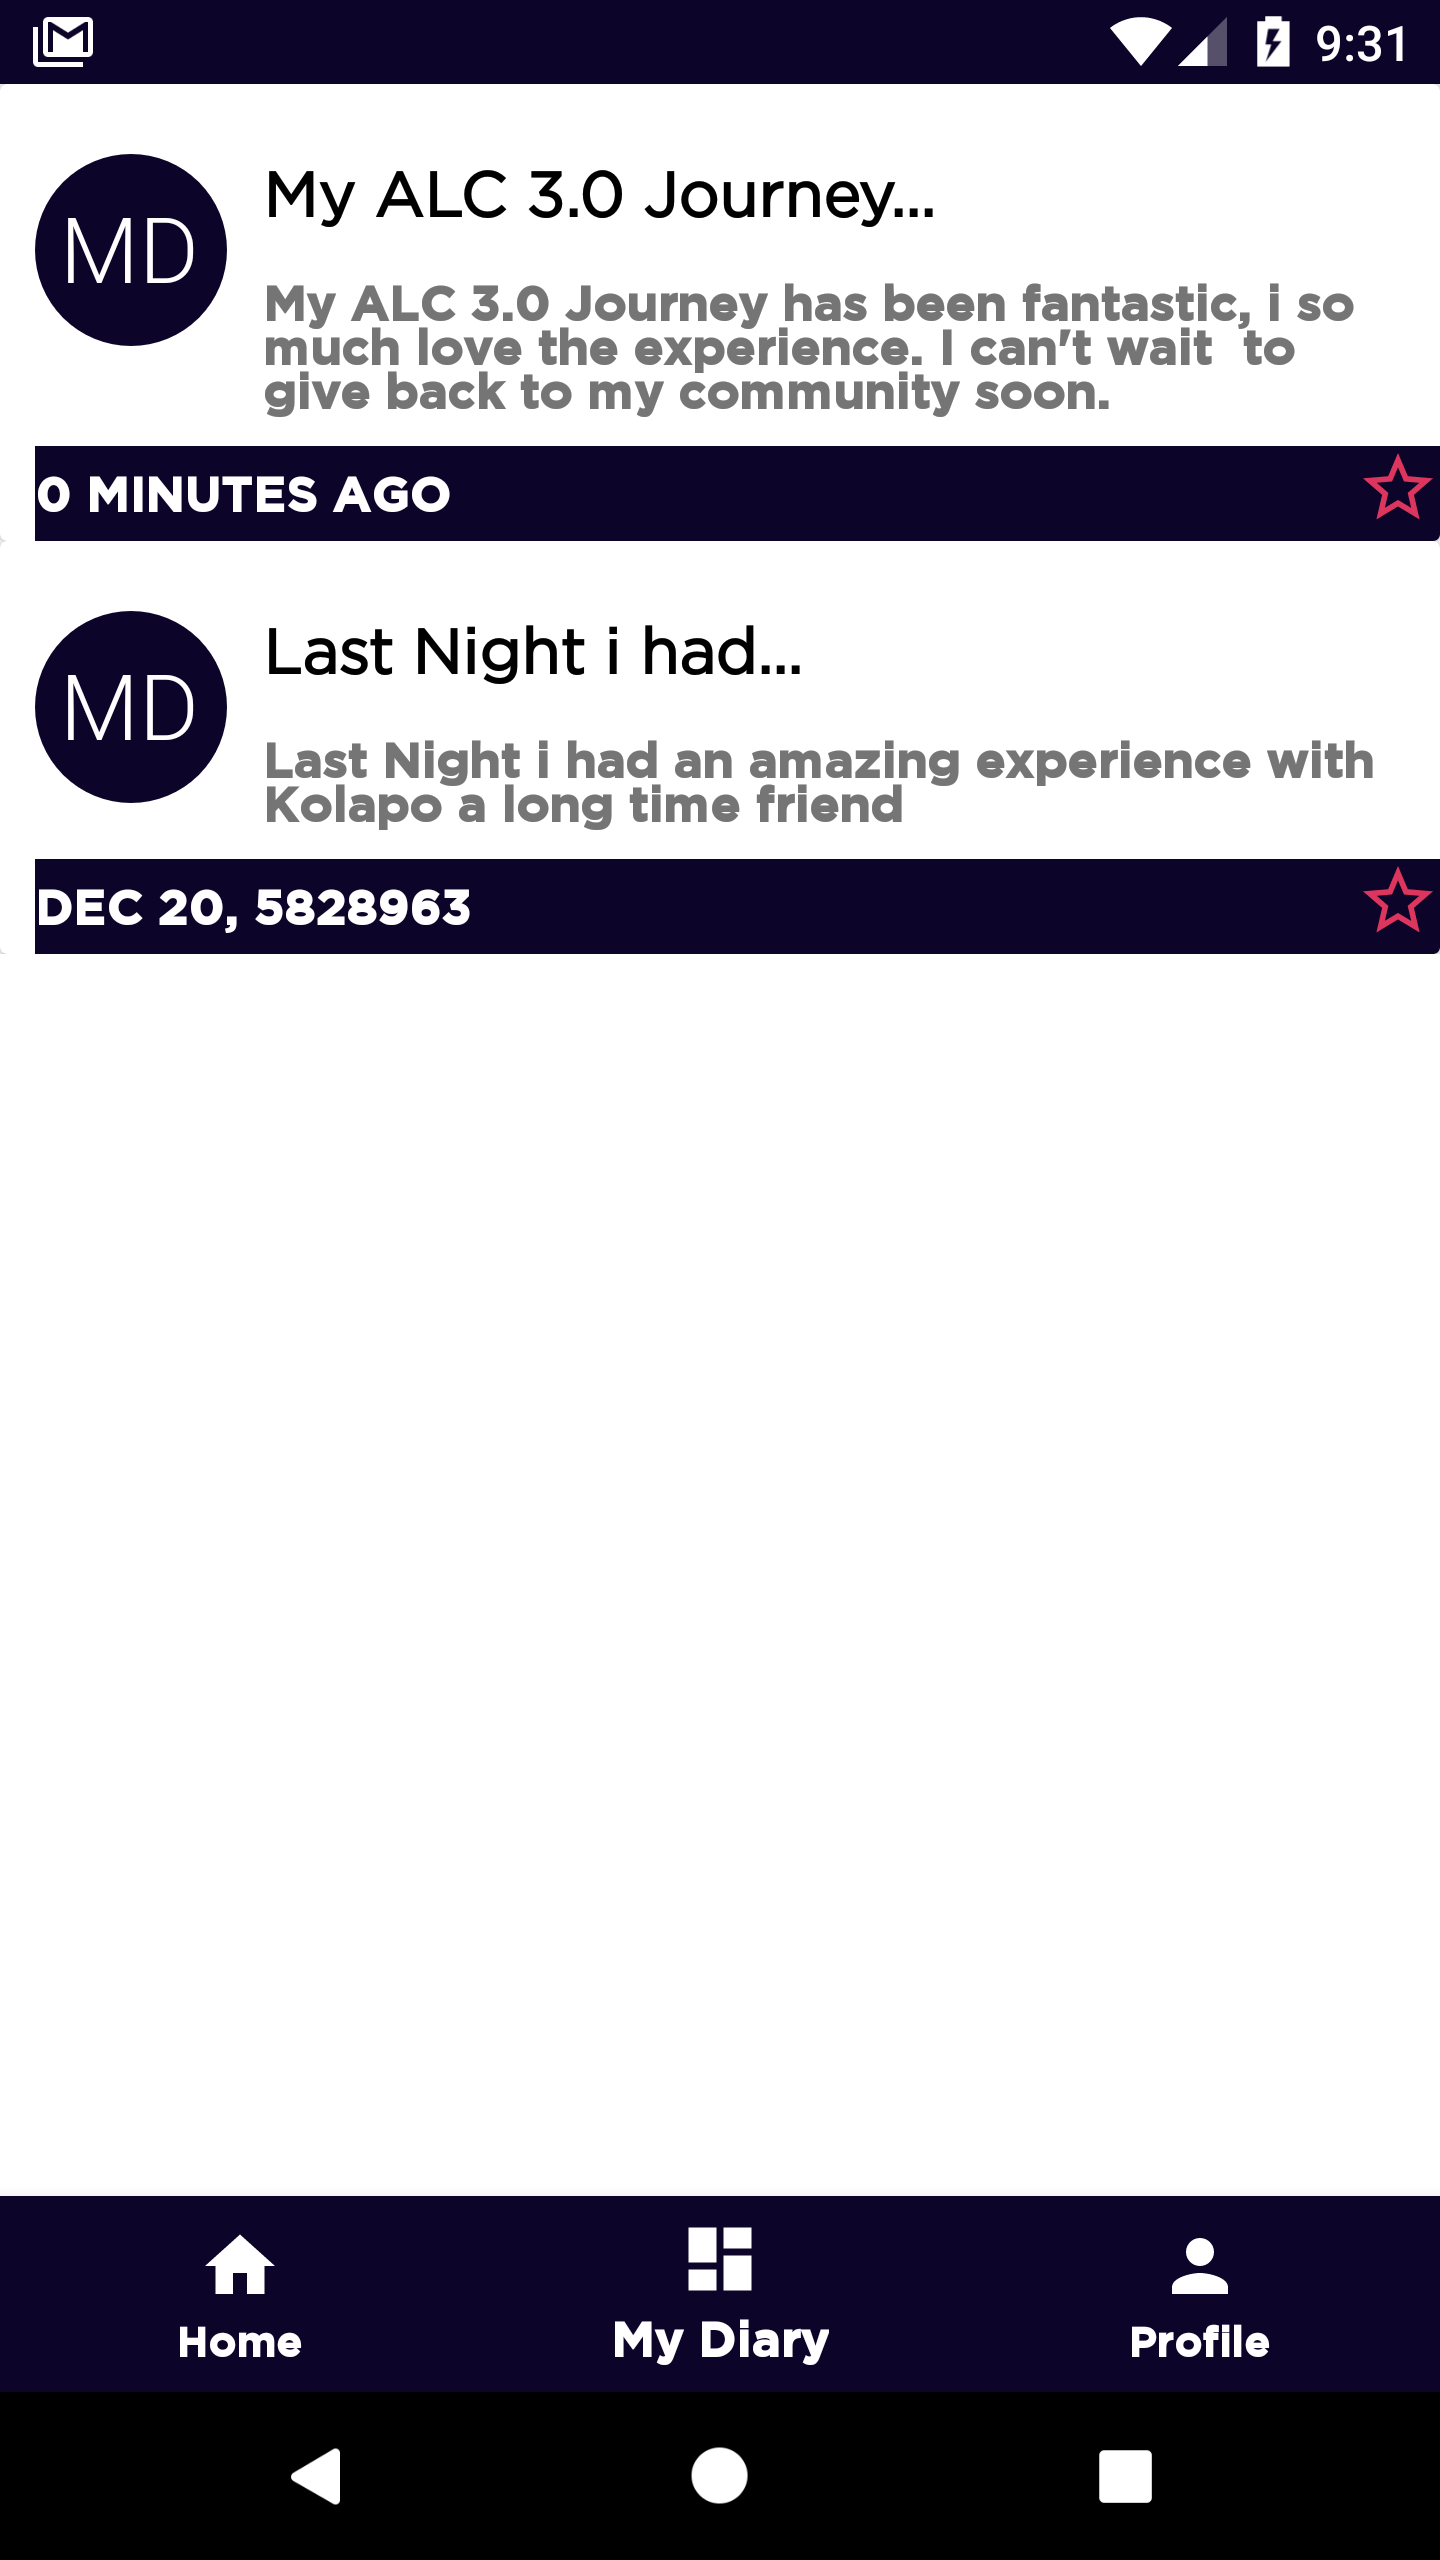 9:31
MD
My ALC 3.0 Journey...
My ALC 3.0 Journey has been fantastic, i so
much love the experience. I can't wait  to
give back to my community soon.
0 MINUTES AGO
MD
Last Night i had...
Last Night i had an amazing experience with
Kolapo a long time friend
DEC 20, 5828963
Home
My Diary
Profile